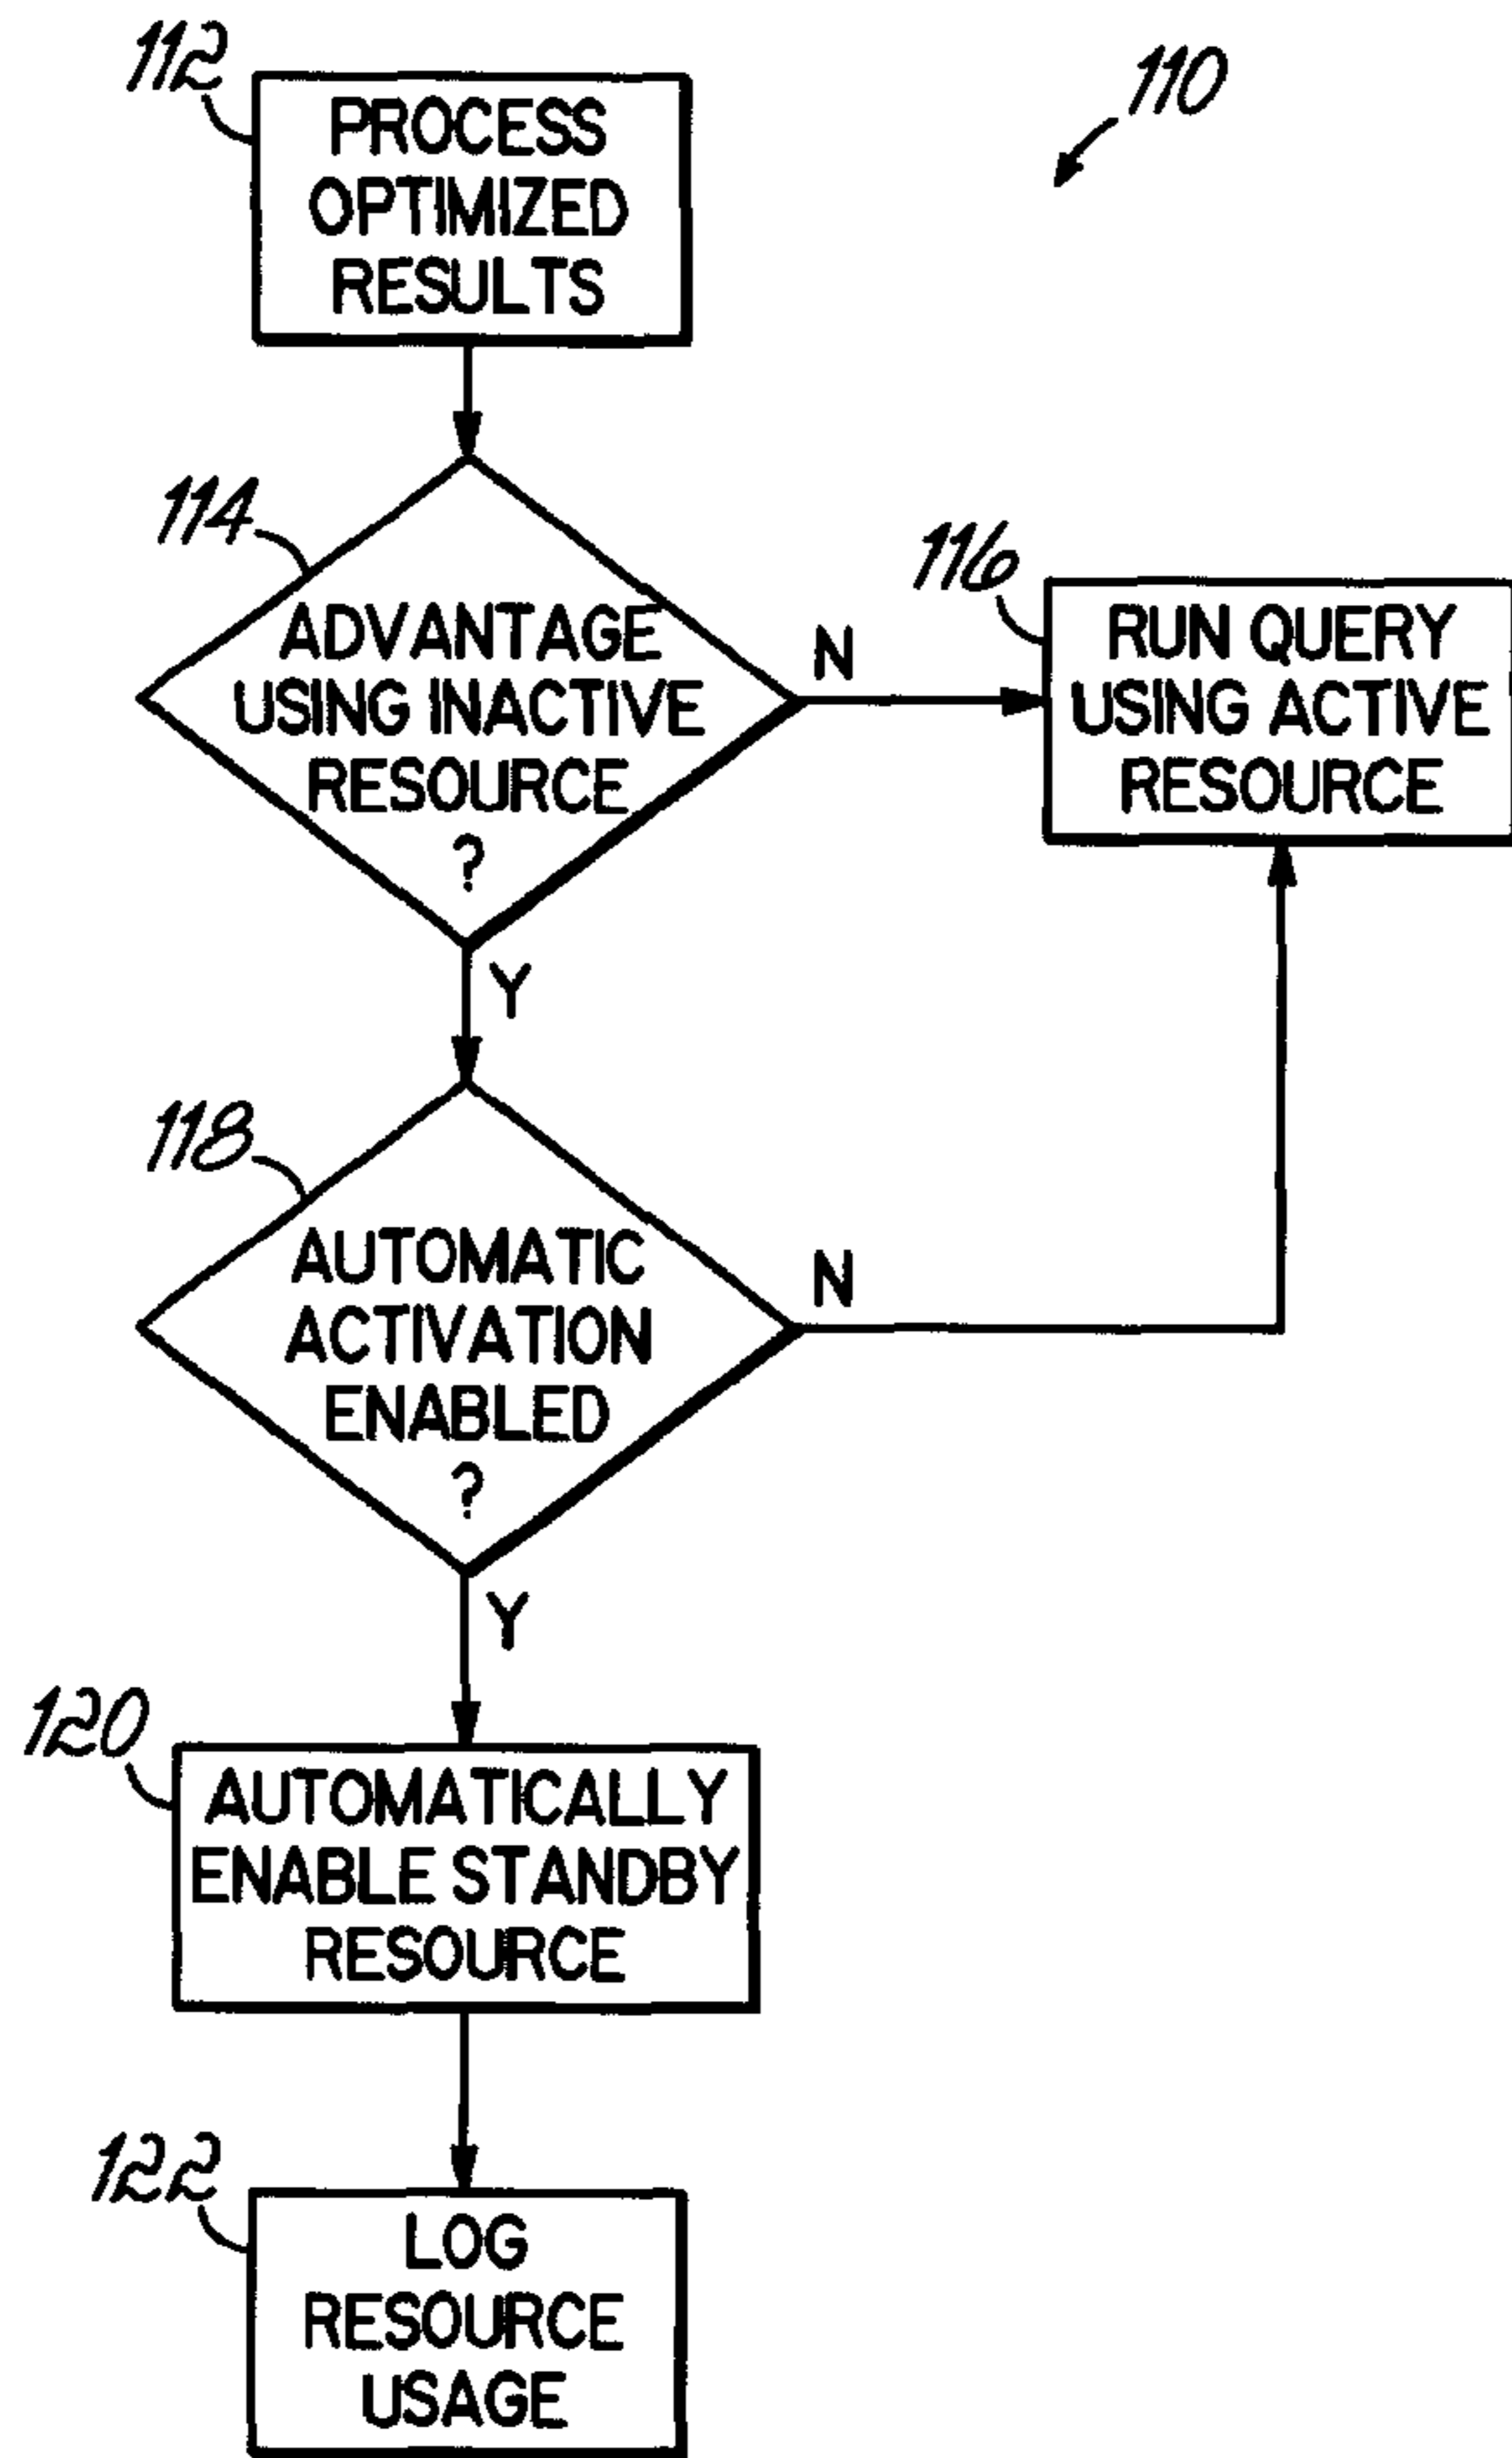 112
110
PROCESS
OPTIMIZED
RESULTS
114
ADVANTAGE
USING INACTIVE
RESOURCE
?
N
116
RUN QUERY
USING ACTIVE
RESOURCE
Y
118
AUTOMATIC
ACTIVATION
ENABLED
?
N
Y
120
AUTOMATICALLY
ENABLE STANDBY
RESOURCE
122
LOG
RESOURCE
USAGE